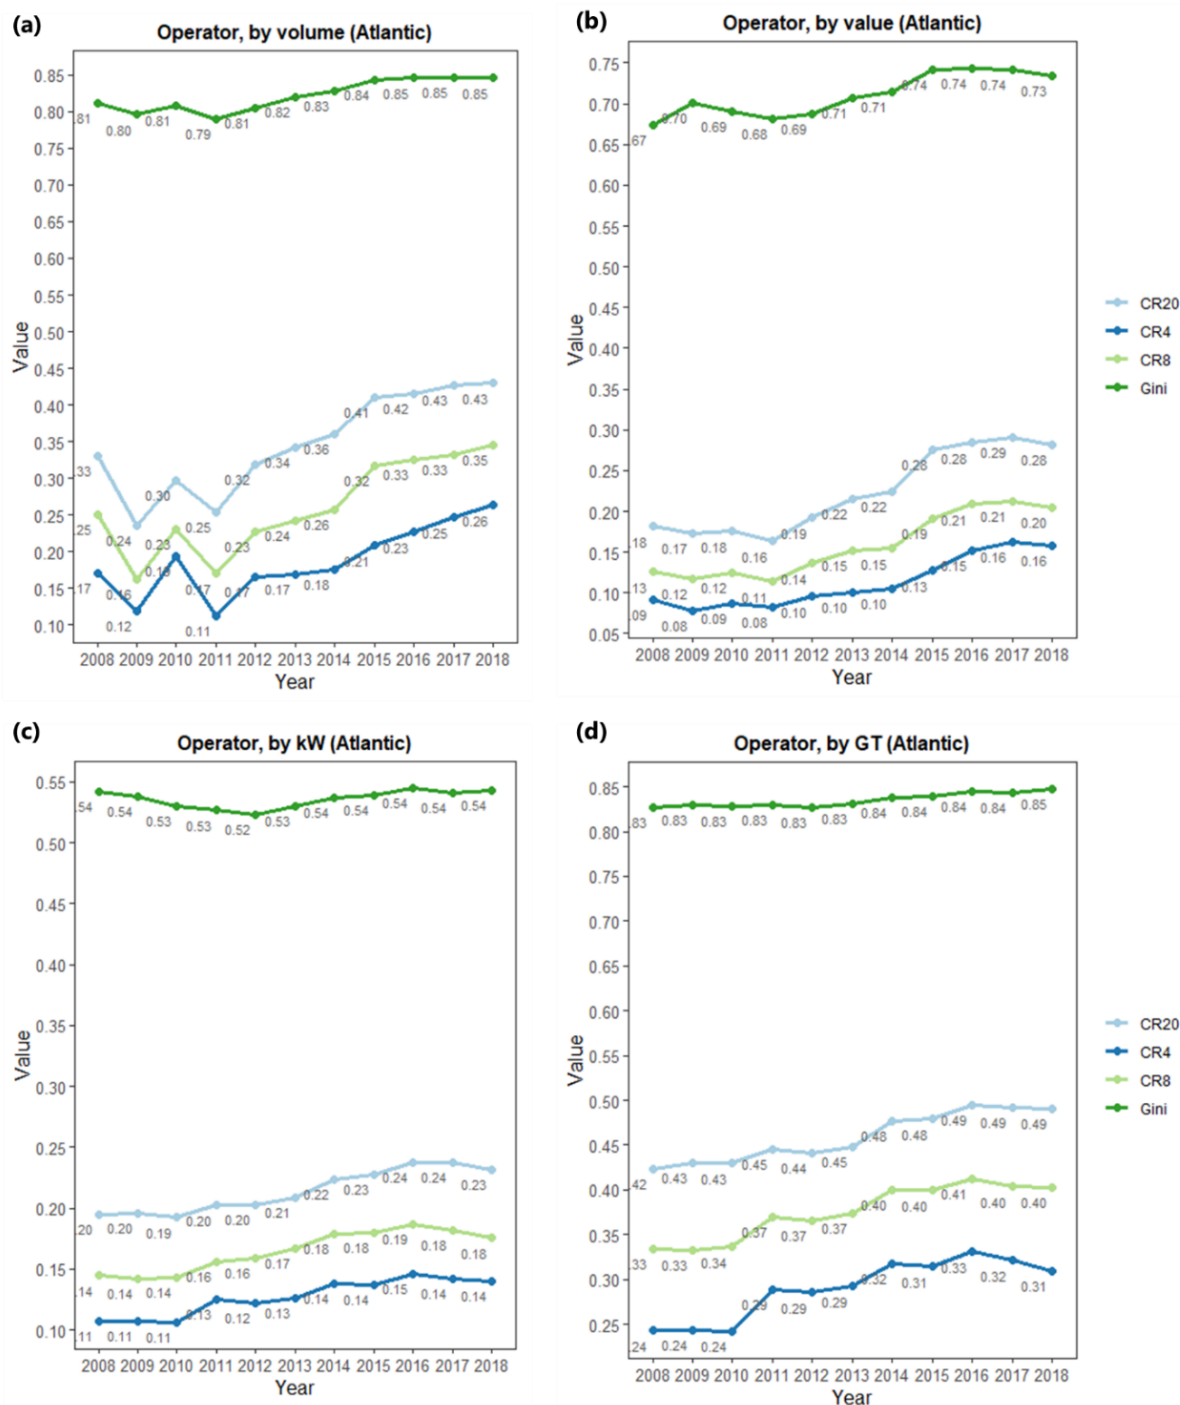 (a)
Operator, by volume (Atlantic)
Value
0.85
0.80
0.75
0.70
0.65
0.60
0.55
0.50
0.45
0.40
0.35
0.30
0.25
0.20
0.15
0.10
.81 0.80 0.81 0.79 0.81 0.82 0.83 0.84 0.85 0.85 0.85
.33 0.24 0.30 0.25 0.32 0.34 0.36 0.41 0.42 0.43 0.43
.25 0.16 0.23 0.17 0.23 0.24 0.26 0.32 0.33 0.33 0.35
.17 0.12 0.19 0.11 0.17 0.17 0.18 0.21 0.23 0.25 0.26
2008 2009 2010 2011 2012 2013 2014 2015 2016 2017 2018
Year
(b)
Operator, by value (Atlantic)
Value
0.75
0.70
0.65
0.60
0.55
0.50
0.45
0.40
0.35
0.30
0.25
0.20
0.15
0.10
0.05
.67 0.70 0.69 0.68 0.69 0.71 0.71 0.74 0.74 0.74 0.73
.18 0.17 0.18 0.16 0.19 0.22 0.22 0.28 0.28 0.29 0.28
.13 0.12 0.12 0.11 0.14 0.15 0.15 0.19 0.21 0.21 0.20
.09 0.08 0.09 0.08 0.10 0.10 0.10 0.13 0.15 0.16 0.16
2008 2009 2010 2011 2012 2013 2014 2015 2016 2017 2018
Year
CR20
CR4
CR8
Gini
(c)
Operator, by kW (Atlantic)
Value
0.55
0.50
0.45
0.40
0.35
0.30
0.25
0.20
0.15
0.10
.54 0.54 0.53 0.53 0.52 0.53 0.54 0.54 0.54 0.54 0.54
.20 0.20 0.19 0.20 0.20 0.21 0.22 0.23 0.24 0.24 0.23
.14 0.14 0.14 0.16 0.16 0.17 0.18 0.18 0.19 0.18 0.18
.11 0.11 0.11 0.13 0.12 0.13 0.14 0.14 0.15 0.14 0.14
2008 2009 2010 2011 2012 2013 2014 2015 2016 2017 2018
Year
(d)
Operator, by GT (Atlantic)
Value
0.85
0.80
0.75
0.70
0.65
0.60
0.55
0.50
0.45
0.40
0.35
0.30
0.25
.83 0.83 0.83 0.83 0.83 0.83 0.84 0.84 0.84 0.84 0.85
.42 0.43 0.43 0.45 0.44 0.45 0.48 0.48 0.49 0.49 0.49
.33 0.33 0.34 0.37 0.37 0.37 0.40 0.40 0.41 0.40 0.40
.24 0.24 0.24 0.29 0.29 0.29 0.32 0.31 0.33 0.32 0.31
2008 2009 2010 2011 2012 2013 2014 2015 2016 2017 2018
Year
CR20
CR4
CR8
Gini